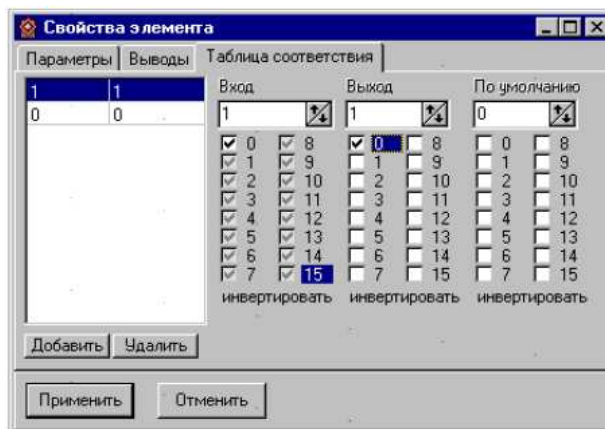 Свойства элемента
Параметры Выводы Таблица соответствия
1 1
0 0
Вход Выход По умолчанию
1 1 0
0 8 0 8 0 8
1 9 1 9 1 9
2 10 2 10 2 10
3 11 3 11 3 11
4 12 4 12 4 12
5 13 5 13 5 13
6 14 6 14 6 14
7 15 7 15 7 15
инвертировать инвертировать инвертировать
Добавить Удалить
Применить Отменить